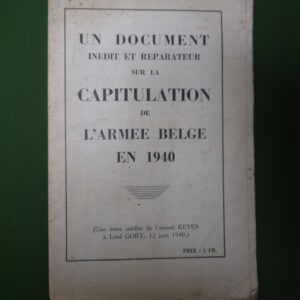 UN DOCUMENT
INEDIT ET REPARATEUR
SUR LA
CAPITULATION
DE
L'ARMEE BELGE
EN 1940
(Une lettre inédite de l'amiral KEYES
à Lord GORT, 12 juin 1940.)
PRIX : 1 FR.